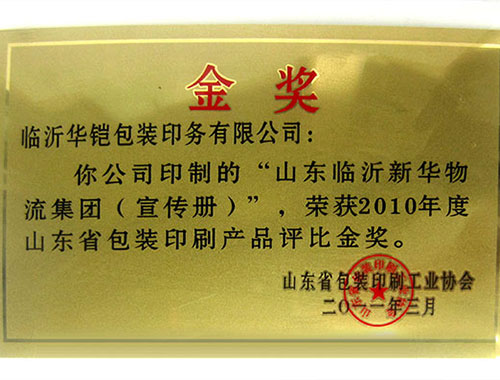 金奖
临沂华铠包装印务有限公司：
你公司印制的“山东临沂新华物
流集团（宣传册）”，荣获2010年度
山东省包装印刷产品评比金奖。
山东省包装印刷工业协会
二〇一一年三月